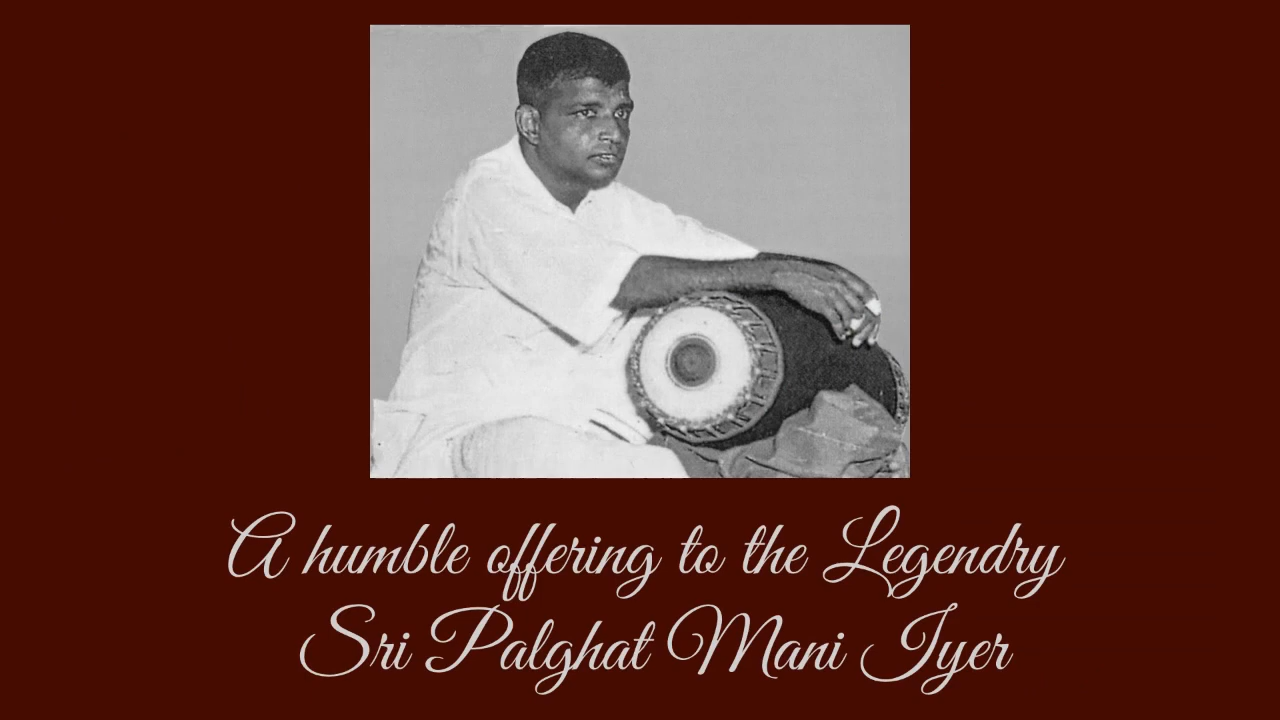 A humble offering to the Legendry
Sri Palghat Mani Iyer